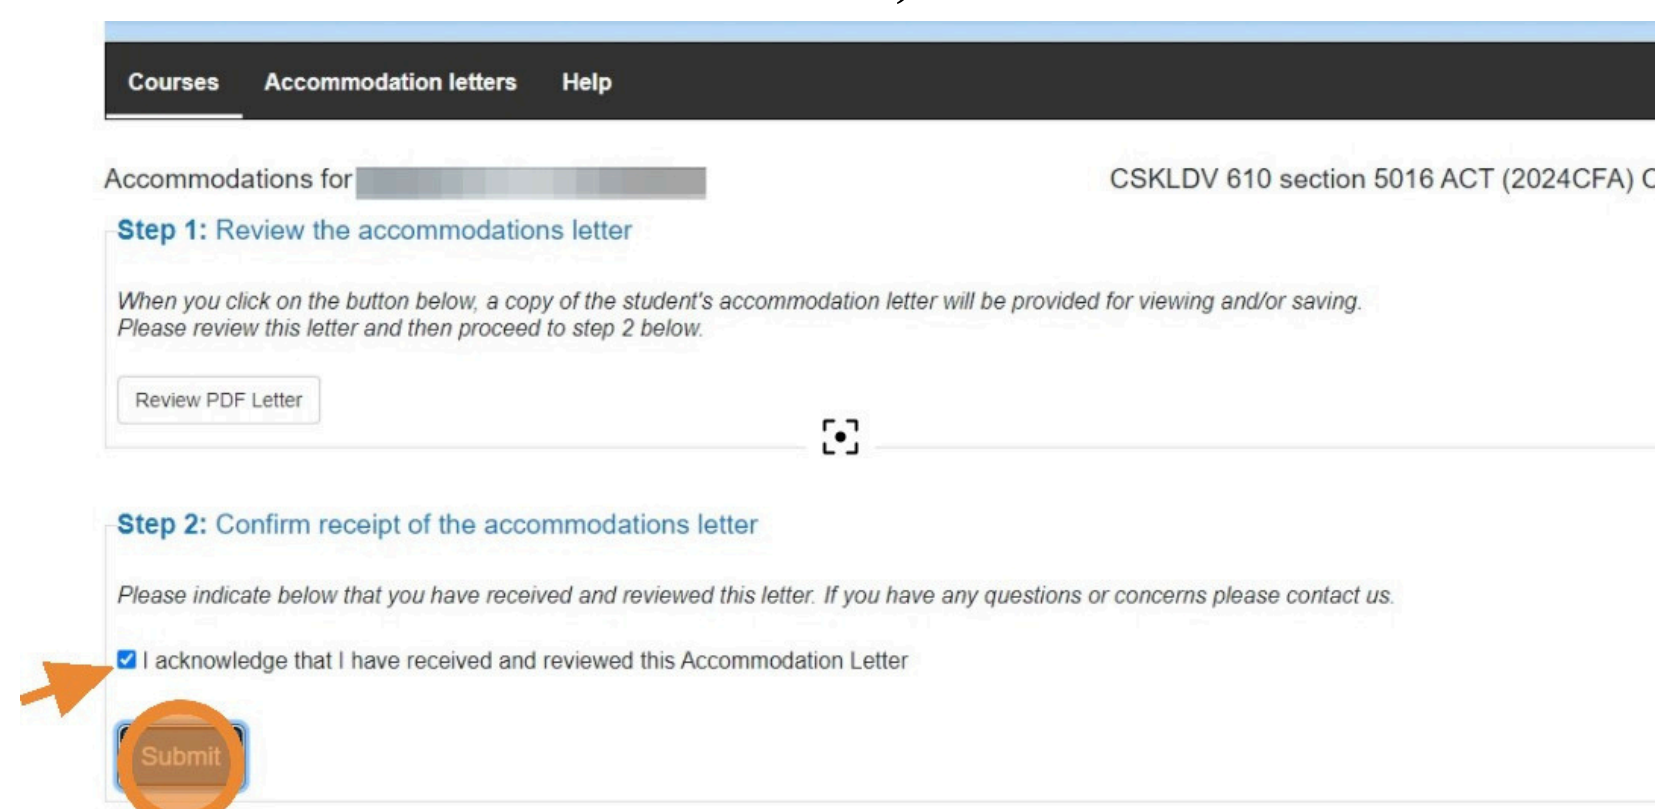 Courses Accommodation letters Help
Accommodations for CSKLDV 610 section 5016 ACT (2024CFA)
Step 1: Review the accommodations letter
When you click on the button below, a copy of the student's accommodation letter will be provided for viewing and/or saving.
Please review this letter and then proceed to step 2 below.
Review PDF Letter
Step 2: Confirm receipt of the accommodations letter
Please indicate below that you have received and reviewed this letter. If you have any questions or concerns please contact us.
I acknowledge that I have received and reviewed this Accommodation Letter
Submit